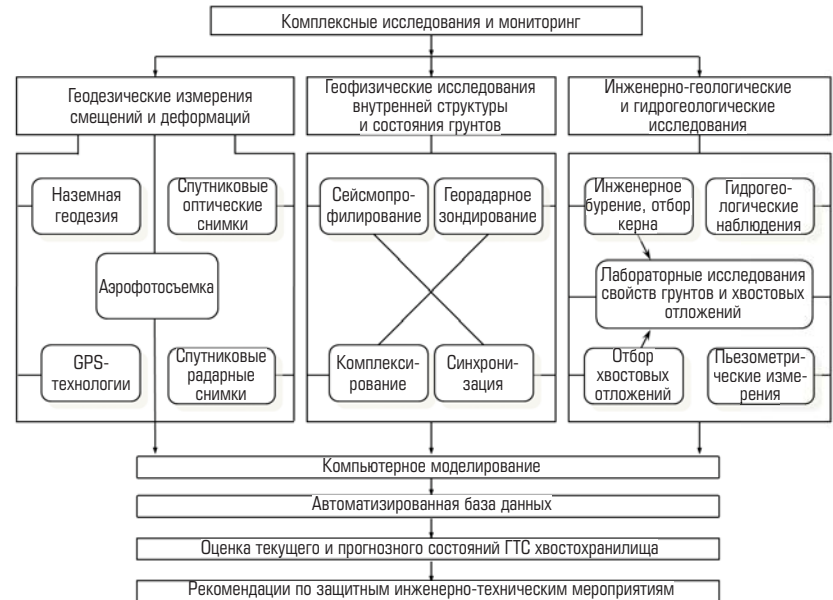 Комплексные исследования и мониторинг
Геодезические измерения
смещений и деформаций
Геофизические исследования
внутренней структуры
и состояния грунтов
Инженерно-геологические
и гидрогеологические
исследования
Наземная
геодезия
Спутниковые
оптические
снимки
Аэрофотосъемка
GPS-
технологии
Спутниковые
радарные
снимки
Сейсмопро-
филирование
Георадарное
зондирование
Комплекси-
рование
Синхрони-
зация
Инженерное
бурение, отбор
керна
Гидрогео-
логические
наблюдения
Лабораторные исследования
свойств грунтов и хвостовых
отложений
Отбор
хвостовых
отложений
Пьезометри-
ческие изме-
рения
Компьютерное моделирование
Автоматизированная база данных
Оценка текущего и прогнозного состояний ГТС хвостохранилища
Рекомендации по защитным инженерно-техническим мероприятиям